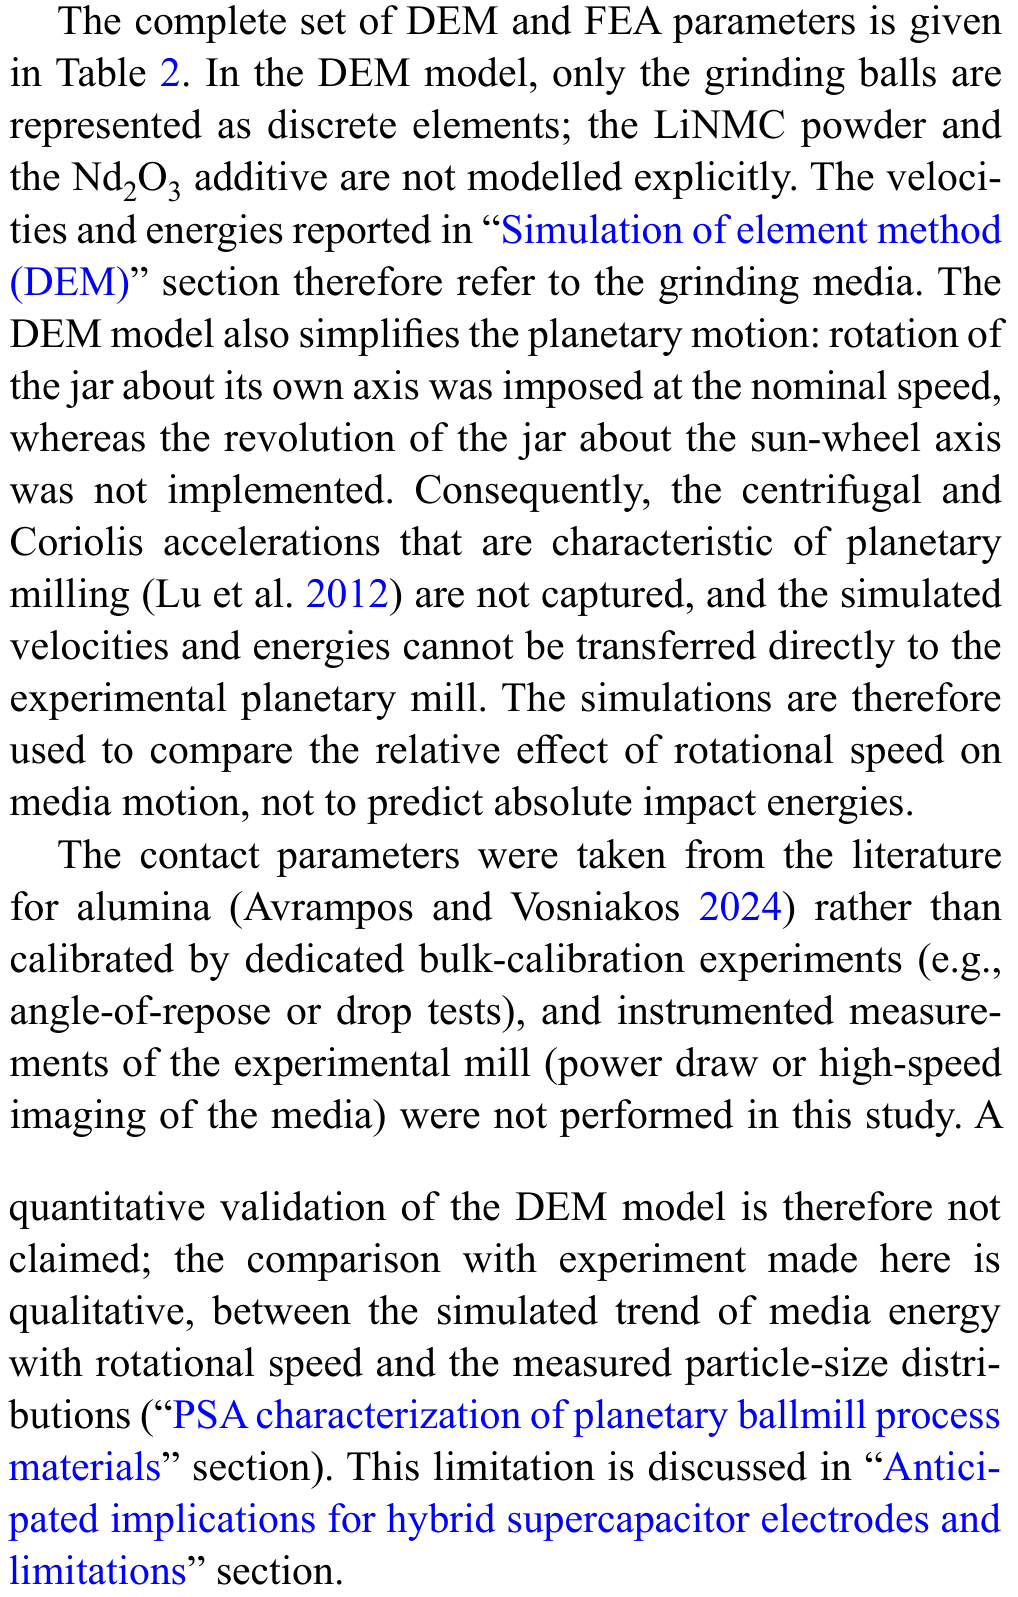 The complete set of DEM and FEA parameters is given
in Table 2. In the DEM model, only the grinding balls are
represented as discrete elements; the LiNMC powder and
the Nd₂O₃ additive are not modelled explicitly. The veloci-
ties and energies reported in “Simulation of element method
(DEM)” section therefore refer to the grinding media. The
DEM model also simplifies the planetary motion: rotation of
the jar about its own axis was imposed at the nominal speed,
whereas the revolution of the jar about the sun-wheel axis
was not implemented. Consequently, the centrifugal and
Coriolis accelerations that are characteristic of planetary
milling (Lu et al. 2012) are not captured, and the simulated
velocities and energies cannot be transferred directly to the
experimental planetary mill. The simulations are therefore
used to compare the relative effect of rotational speed on
media motion, not to predict absolute impact energies.
The contact parameters were taken from the literature
for alumina (Avrampos and Vosniakos 2024) rather than
calibrated by dedicated bulk-calibration experiments (e.g.,
angle-of-repose or drop tests), and instrumented measure-
ments of the experimental mill (power draw or high-speed
imaging of the media) were not performed in this study. A
quantitative validation of the DEM model is therefore not
claimed; the comparison with experiment made here is
qualitative, between the simulated trend of media energy
with rotational speed and the measured particle-size distri-
butions (“PSA characterization of planetary ballmill process
materials” section). This limitation is discussed in “Antici-
pated implications for hybrid supercapacitor electrodes and
limitations” section.